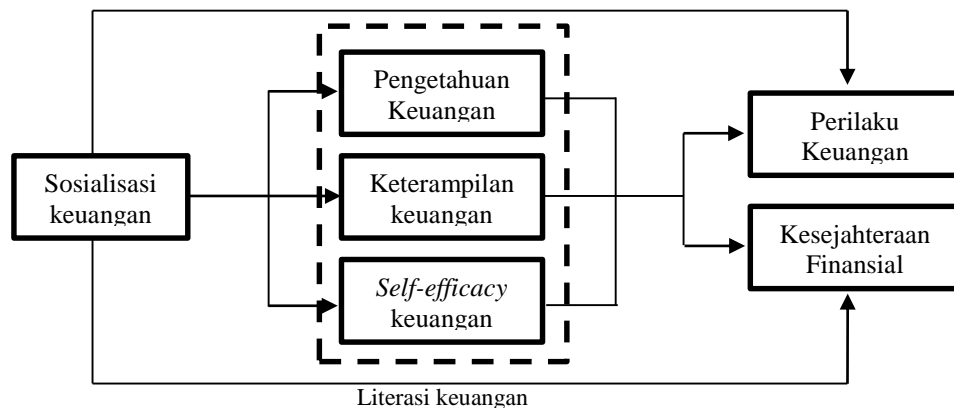 Sosialisasi
keuangan
Pengetahuan
Keuangan
Keterampilan
keuangan
Self-efficacy
keuangan
Perilaku
Keuangan
Kesejahteraan
Finansial
Literasi keuangan